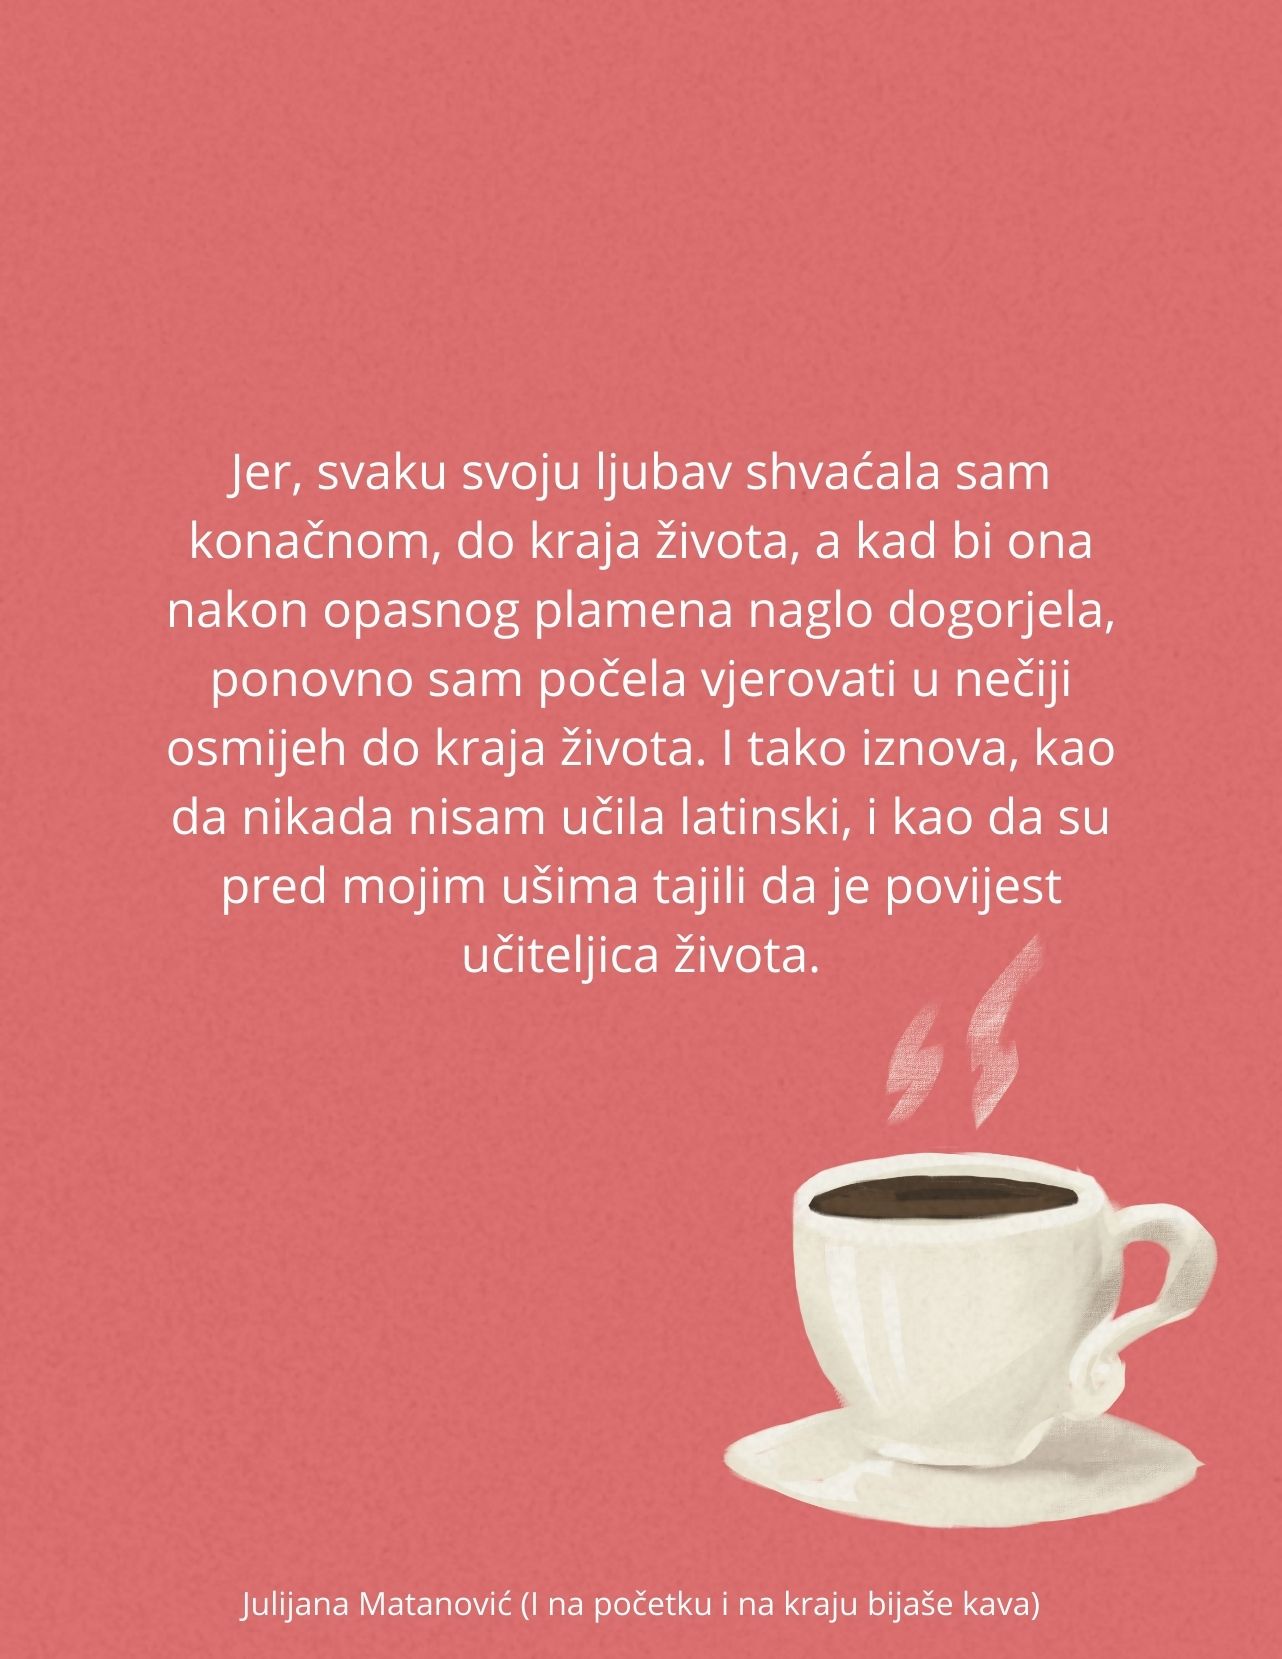 Jer, svaku svoju ljubav shvaćala sam
konačnom, do kraja života, a kad bi ona
nakon opasnog plamena naglo dogorjela,
ponovno sam počela vjerovati u nečiji
osmijeh do kraja života. I tako iznova, kao
da nikada nisam učila latinski, i kao da su
pred mojim ušima tajili da je povijest
učiteljica života.
Julijana Matanović (I na početku i na kraju bijaše kava)